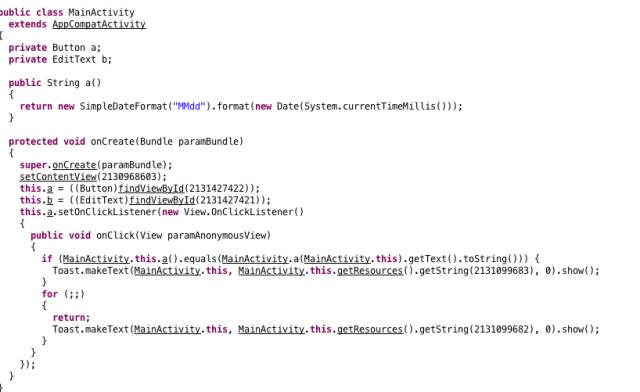 public class MainActivity
extends AppCompatActivity
{
private Button a;
private EditText b;
public String a()
{
return new SimpleDateFormat("MMdd").format(new Date(System.currentTimeMillis()));
}
protected void onCreate(Bundle paramBundle)
{
super.onCreate(paramBundle);
setContentView(2130968603);
this.a = ((Button)findViewById(2131427422));
this.b = ((EditText)findViewById(2131427421));
this.a.setOnClickListener(new View.OnClickListener()
{
public void onClick(View paramAnonymousView)
{
if (MainActivity.this.a().equals(MainActivity.a(MainActivity.this).getText().toString())) {
Toast.makeText(MainActivity.this, MainActivity.this.getResources().getString(2131099683), 0).show();
}
for (;;)
{
return;
Toast.makeText(MainActivity.this, MainActivity.this.getResources().getString(2131099682), 0).show();
}
}
});
}
}